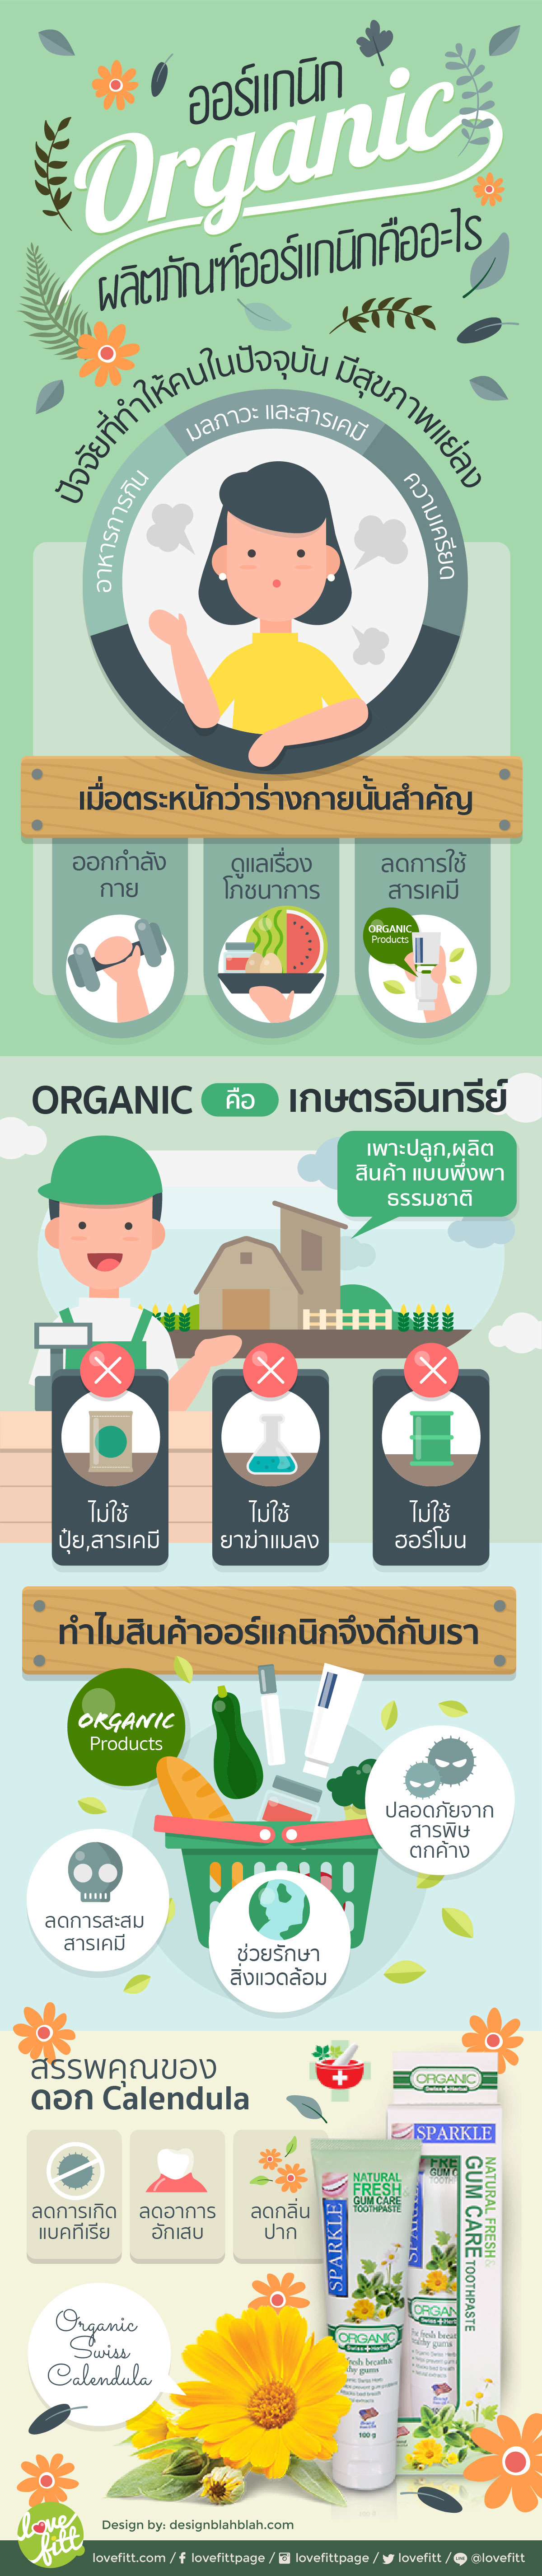 ออร์แกนิก
Organic
ผลิตภัณฑ์ออร์แกนิกคืออะไร
ปัจจัยที่ทำให้คนในปัจจุบัน มีสุขภาพแย่ลง
อาหารการกิน
มลภาวะ และสารเคมี
ความเครียด
เมื่อตระหนักว่าร่างกายนั้นสำคัญ
ออกกำลัง
กาย
ดูแลเรื่อง
โภชนาการ
ลดการใช้
สารเคมี
ORGANIC
Products
ORGANIC คือ เกษตรอินทรีย์
เพาะปลูก,ผลิต
สินค้า แบบพึ่งพา
ธรรมชาติ
ไม่ใช้
ปุ๋ย,สารเคมี
ไม่ใช้
ยาฆ่าแมลง
ไม่ใช้
ฮอร์โมน
ทำไมสินค้าออร์แกนิกจึงดีกับเรา
ORGANIC
Products
ปลอดภัยจาก
สารพิษ
ตกค้าง
ลดการสะสม
สารเคมี
ช่วยรักษา
สิ่งแวดล้อม
สรรพคุณของ
ดอก Calendula
ลดการเกิด
แบคทีเรีย
ลดอาการ
อักเสบ
ลดกลิ่น
ปาก
ORGANIC
Swiss Herbal
SPARKLE
NATURAL FRESH &
GUM CARE TOOTHPASTE
NATURAL
FRESH
GUM CARE
TOOTHPASTE
SPARKLE
ORGANIC
100 g
Organic
Swiss
Calendula
Design by: designblahblah.com
love fitt
lovefitt.com / lovefittpage / lovefittpage / lovefitt / @lovefitt